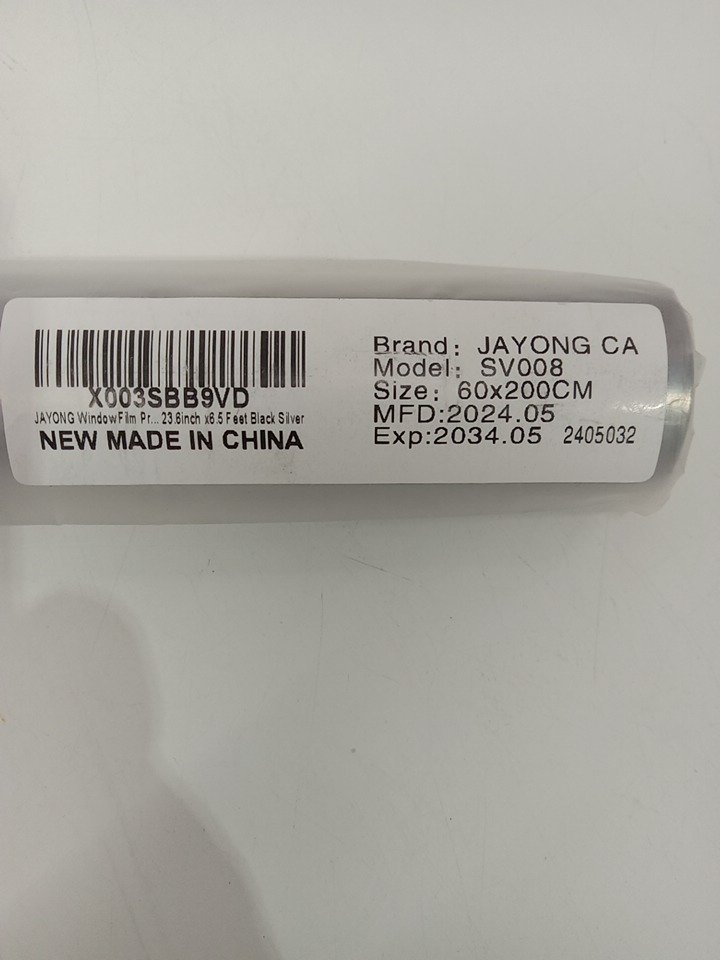 X003SBB9VD
JAYONG WindowFilm Pr... 23.6inch x6.5 Feet Black Silver
NEW MADE IN CHINA
Brand: JAYONG CA
Model: SV008
Size: 60x200CM
MFD:2024.05
Exp:2034.05 2405032